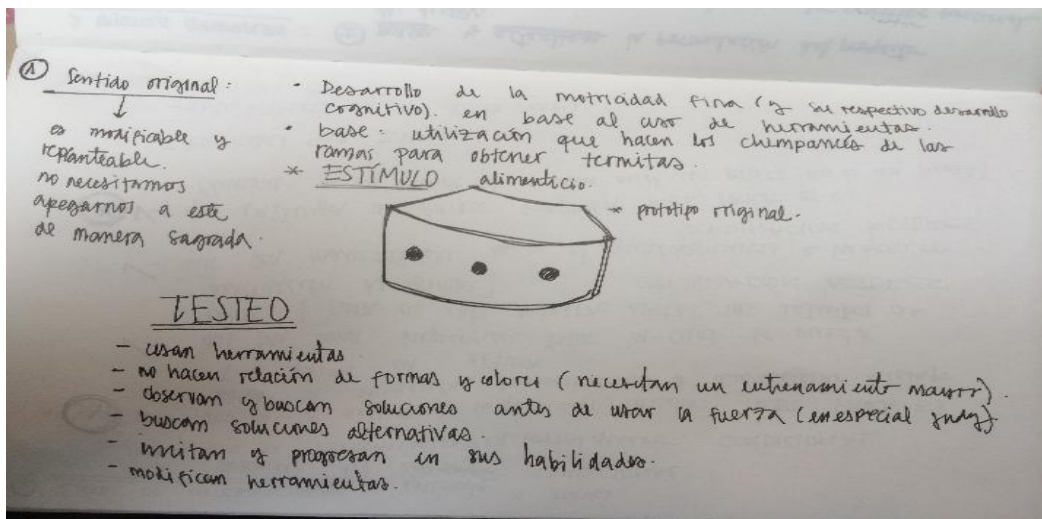 ① Sentido original:
↓
es modificable y
replanteable.
no necesitamos
apegarnos a este
de manera sagrada.
• Desarrollo de la motricidad fina (y su respectivo desarrollo
cognitivo). en base al uso de herramientas.
• base: utilización que hacen los chimpancés de las
ramas para obtener termitas.
* ESTÍMULO alimenticio.
* prototipo original.
TESTEO
- usan herramientas
- no hacen relación de formas y colores (necesitan un entrenamiento mayor).
- observan y buscan soluciones antes de usar la fuerza (en especial Judy).
- buscan soluciones alternativas.
- imitan y progresan en sus habilidades.
- modifican herramientas.